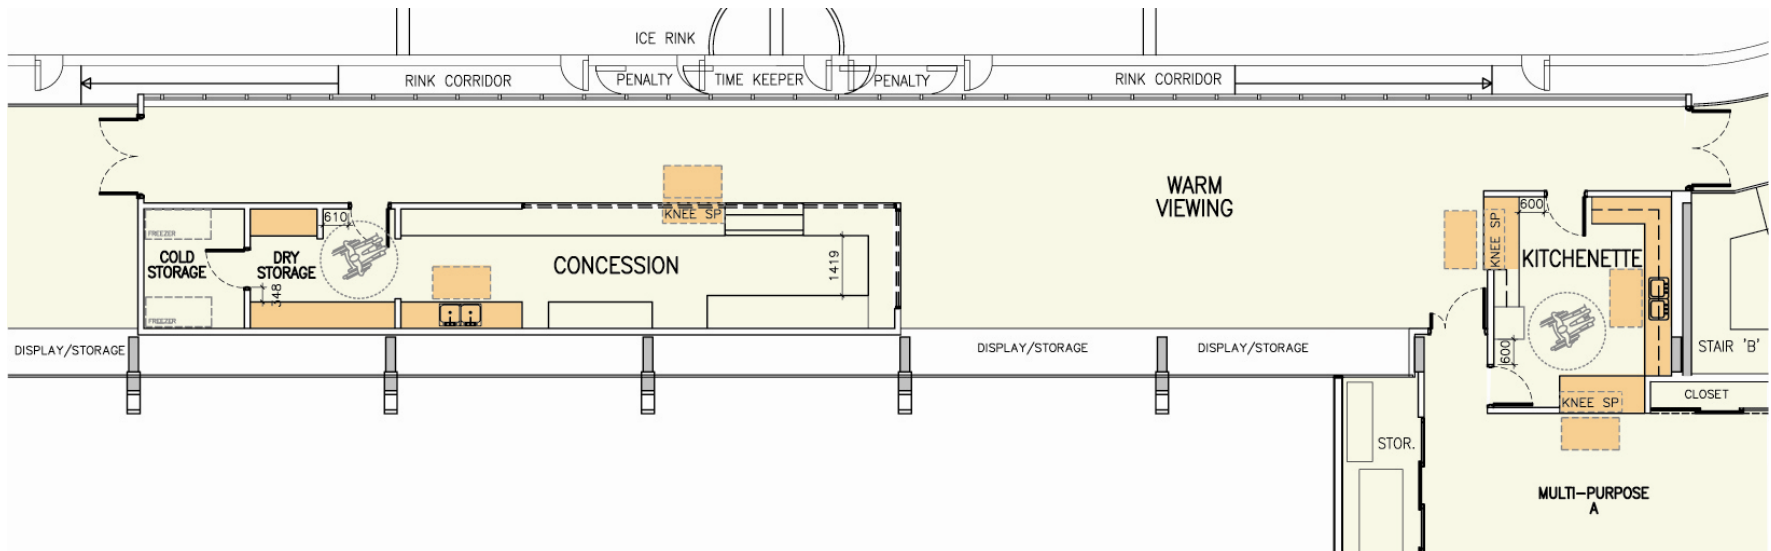 ICE RINK
RINK CORRIDOR
PENALTY
TIME KEEPER
PENALTY
RINK CORRIDOR
WARM
VIEWING
610
KNEE SP
FREEZER
COLD
STORAGE
DRY
STORAGE
348
CONCESSION
1419
FREEZER
KNEE SP
600
KITCHENETTE
600
DISPLAY/STORAGE
DISPLAY/STORAGE
DISPLAY/STORAGE
STAIR 'B'
CLOSET
KNEE SP
STOR.
MULTI-PURPOSE
A